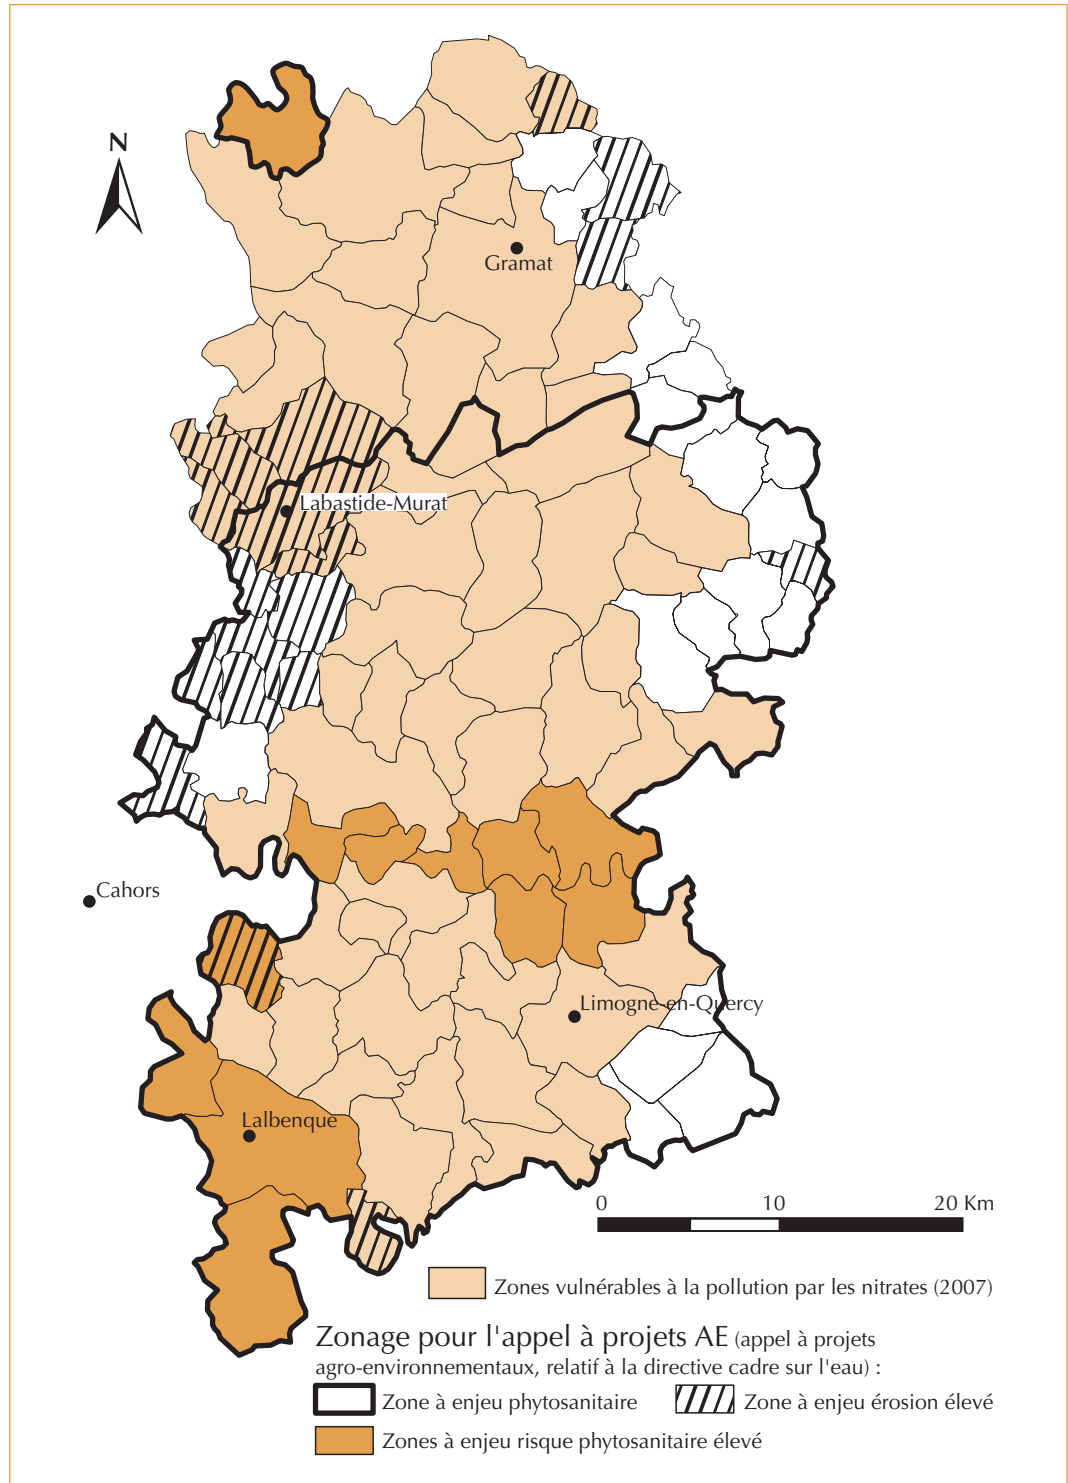 N
Gramat
Labastide-Murat
Cahors
Limogne-en-Quercy
Lalbenque
0 10 20 Km
Zones vulnérables à la pollution par les nitrates (2007)
Zonage pour l'appel à projets AE (appel à projets
agro-environnementaux, relatif à la directive cadre sur l'eau) :
Zone à enjeu phytosanitaire Zone à enjeu érosion élevé
Zones à enjeu risque phytosanitaire élevé